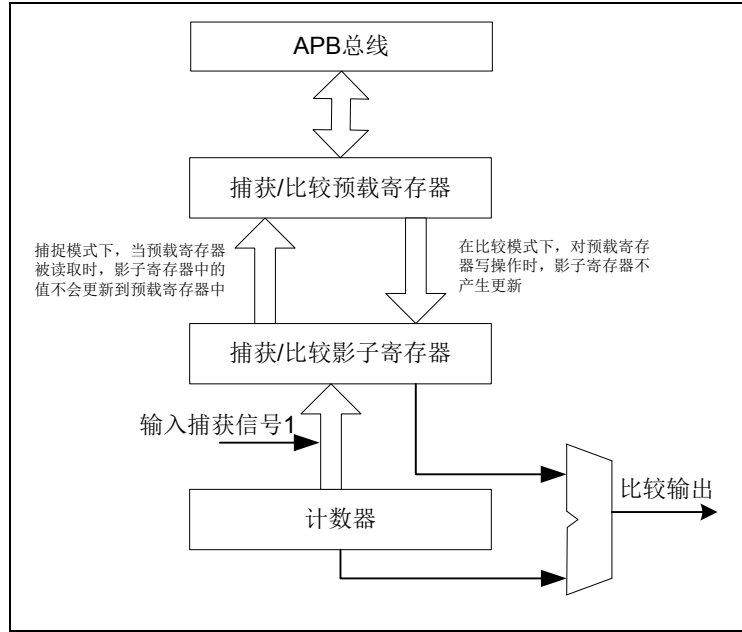 APB总线
捕获/比较预载寄存器
捕捉模式下，当预载寄存器
被读取时，影子寄存器中的
值不会更新到预载寄存器中
在比较模式下，对预载寄存
器写操作时，影子寄存器不
产生更新
捕获/比较影子寄存器
输入捕获信号1
计数器
比较输出